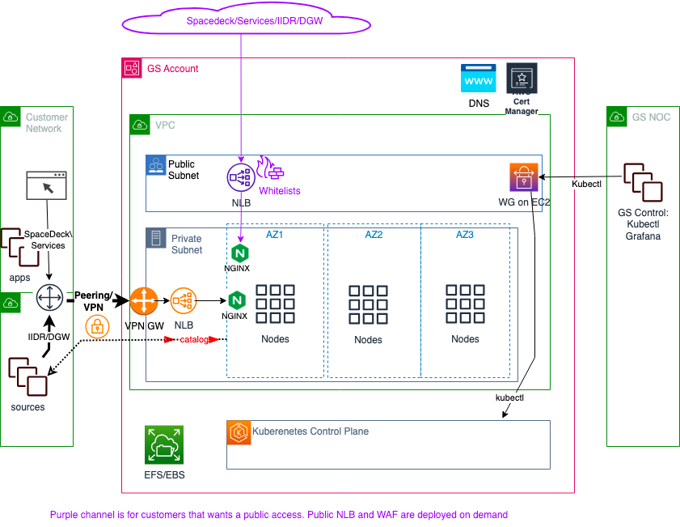 Spacedeck/Services/IIDR/DGW
GS Account
DNS
AWS
Cert
Manager
Customer
Network
VPC
GS NOC
Public
Subnet
Whitelists
NLB
WG on EC2
Kubectl
GS Control:
Kubectl
Grafana
SpaceDeck\
Services
apps
Private
Subnet
AZ1
AZ2
AZ3
NGINX
Peering/
VPN
VPN GW
NLB
NGINX
IIDR/DGW
catalog
Nodes
Nodes
Nodes
sources
kubectl
Kuberenetes Control Plane
EFS/EBS
Purple channel is for customers that wants a public access. Public NLB and WAF are deployed on demand